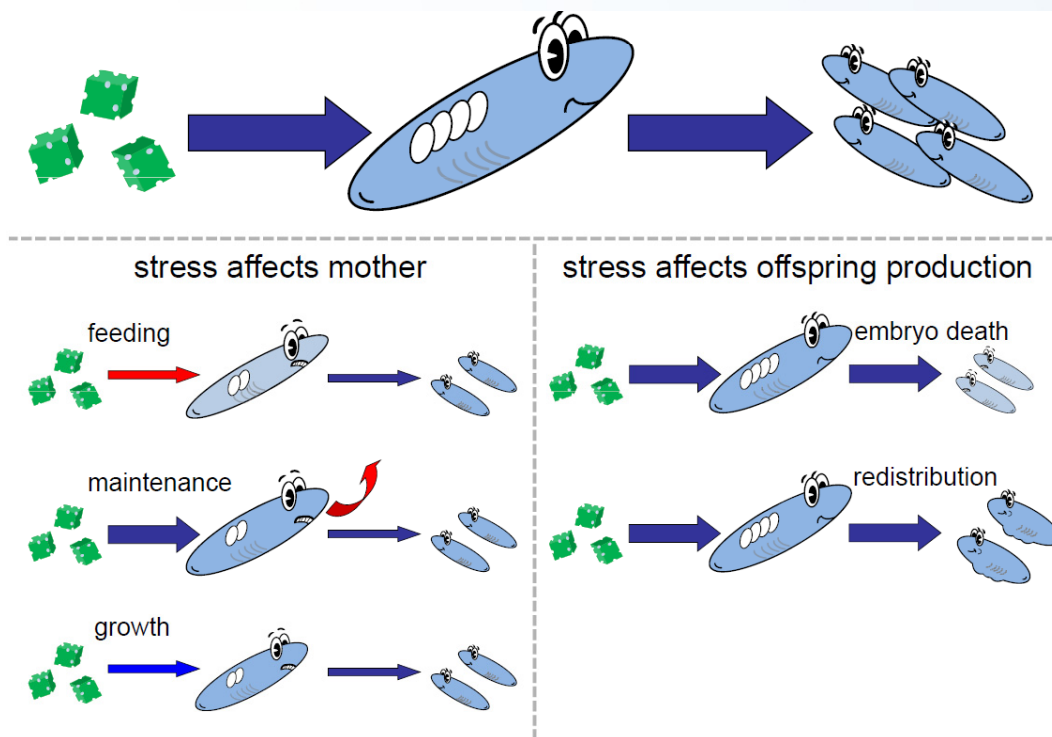 stress affects mother
feeding
maintenance
growth
stress affects offspring production
embryo death
redistribution